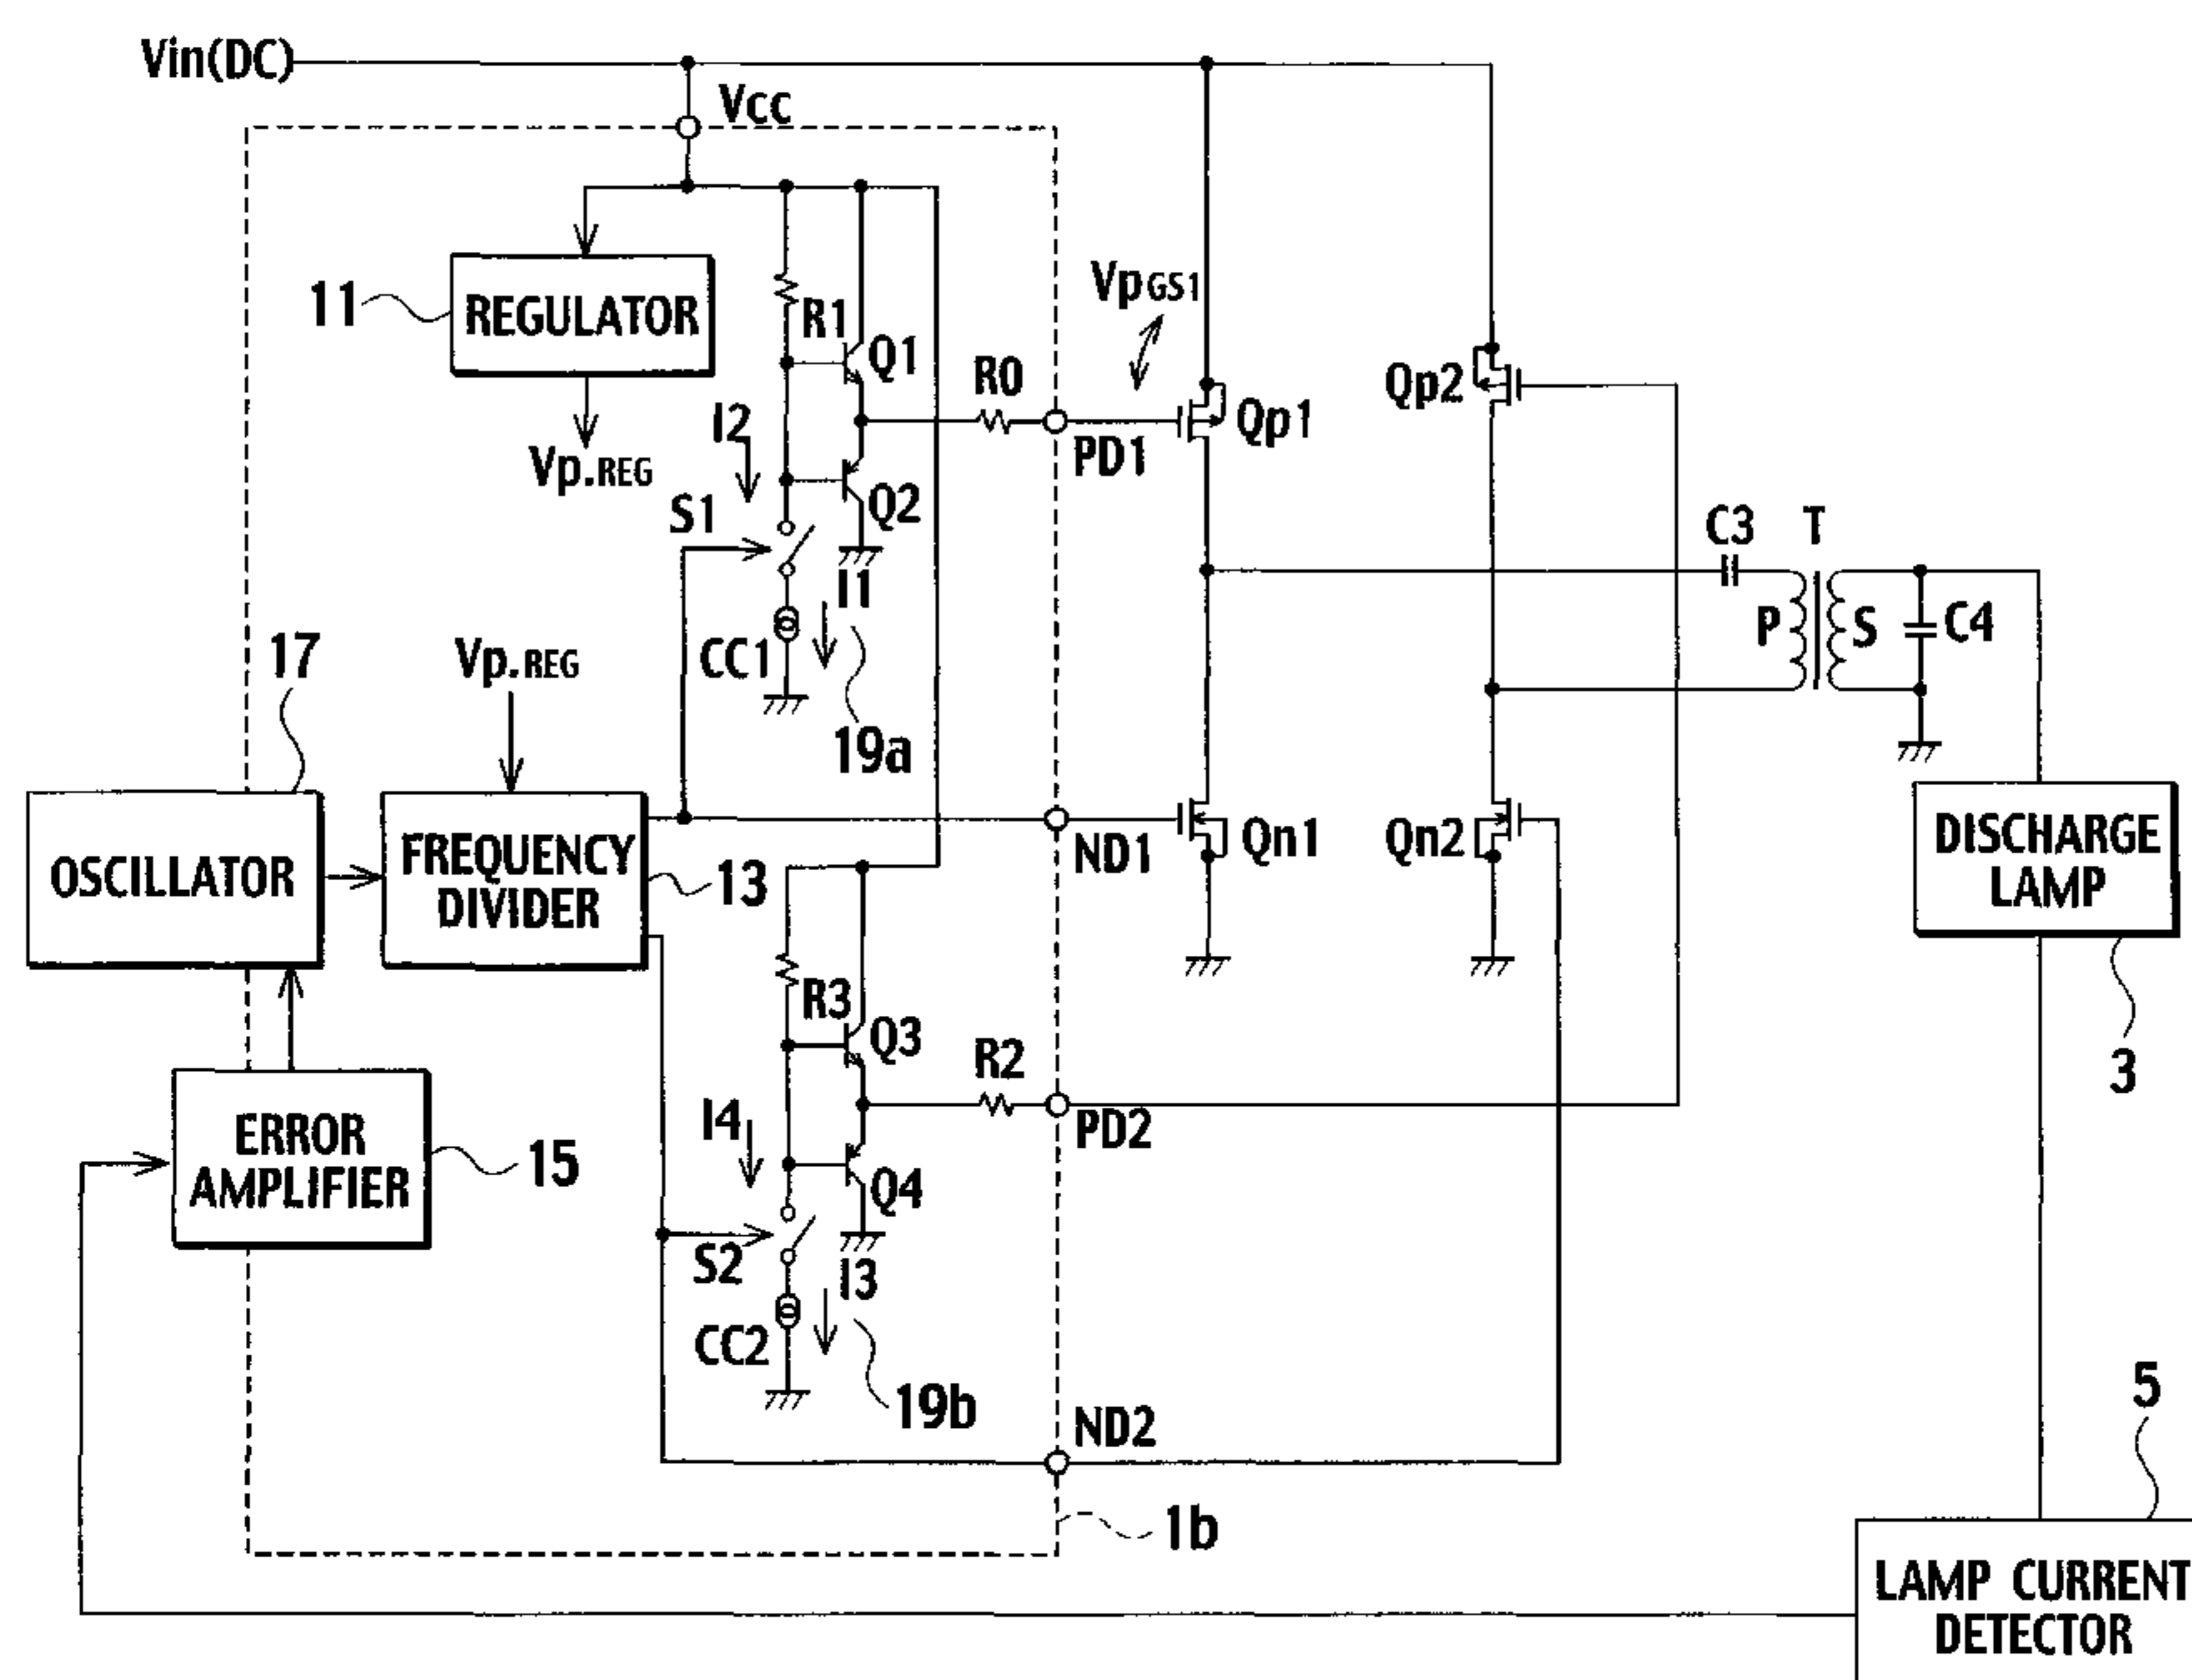 Vin(DC)
VCC
11
REGULATOR
R1
Q1
VpGS1
R0
Qp1
Qp2
I2
Vp.REG
PD1
S1
Q2
C3
T
I1
P
S
C4
CC1
17
Vp.REG
19a
OSCILLATOR
FREQUENCY
DIVIDER
13
ND1
Qn1
Qn2
DISCHARGE
LAMP
R3
Q3
R2
3
ERROR
AMPLIFIER
15
I4
PD2
Q4
S2
I3
CC2
19b
ND2
5
1b
LAMP CURRENT
DETECTOR